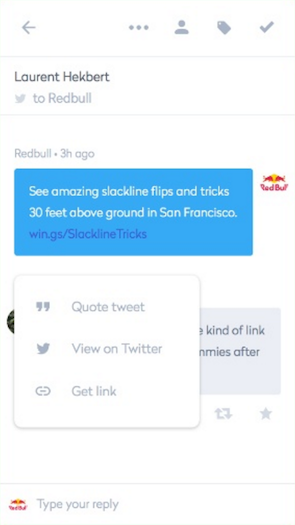 Laurent Hekbert
to Redbull
Redbull • 3h ago
See amazing slackline flips and tricks
30 feet above ground in San Francisco.
win.gs/SlacklineTricks
Red Bull
Quote tweet
View on Twitter
Get link
kind of link
after
Type your reply